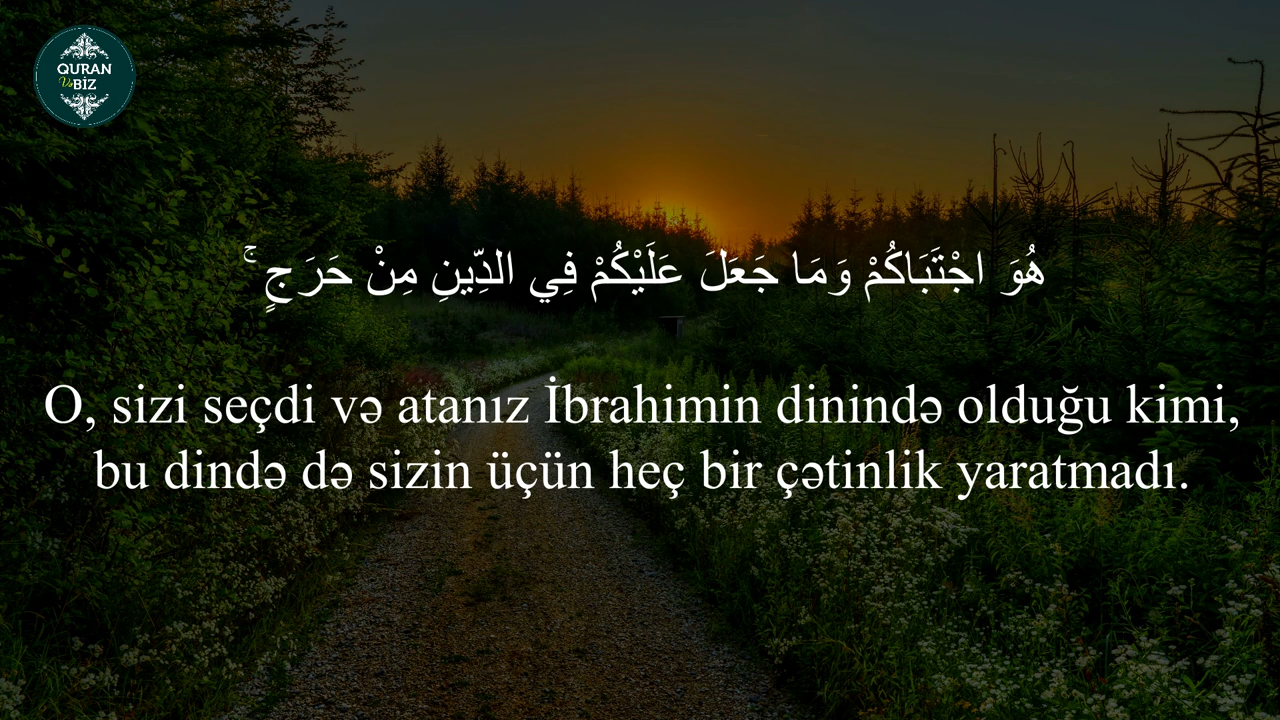 QURAN
Və BİZ
هُوَ اجْتَبَاكُمْ وَمَا جَعَلَ عَلَيْكُمْ فِي الدِّينِ مِنْ حَرَجٍ ۚ
O, sizi seçdi və atanız İbrahimin dinində olduğu kimi,
bu dində də sizin üçün heç bir çətinlik yaratmadı.